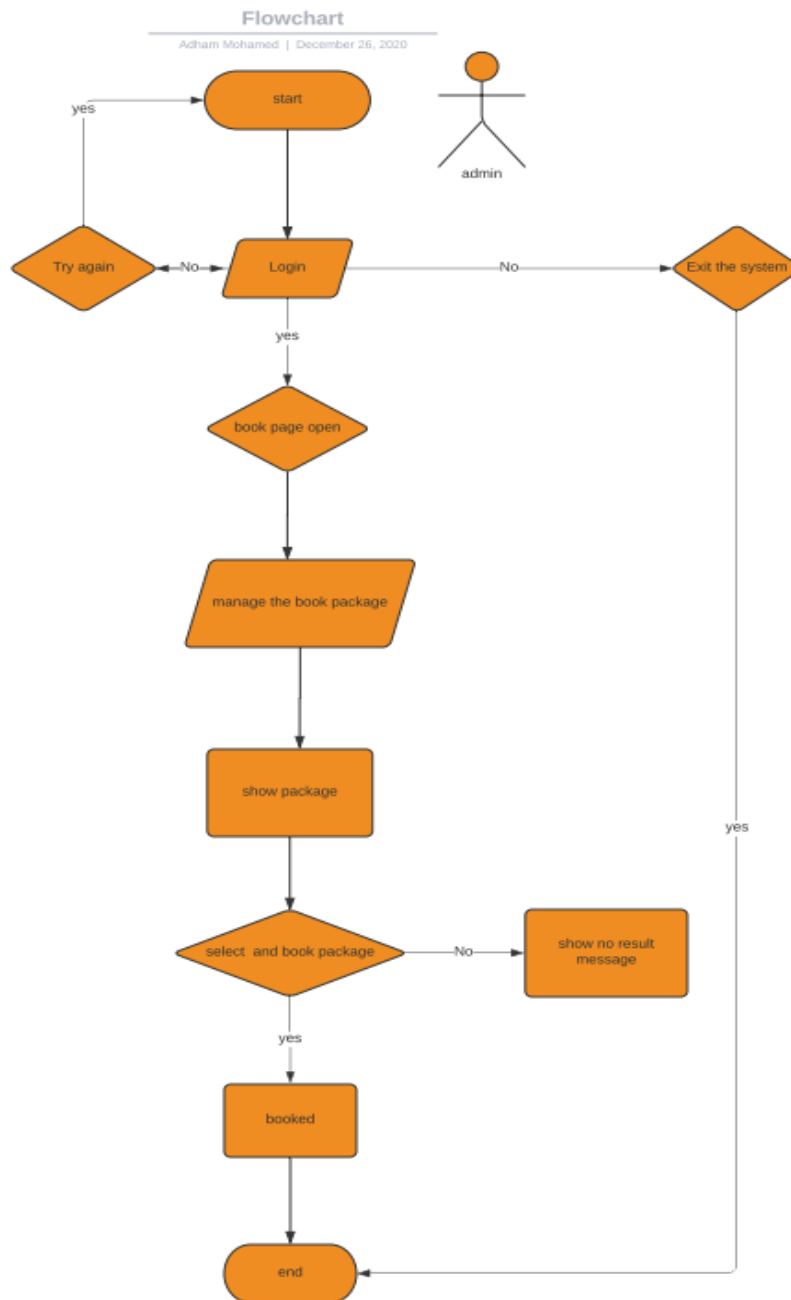 Flowchart
Adham Mohamed | December 26, 2020
start
yes
admin
Try again
No
Login
No
Exit the system
yes
book page open
manage the book package
show package
yes
select and book package
No
show no result
message
yes
booked
end